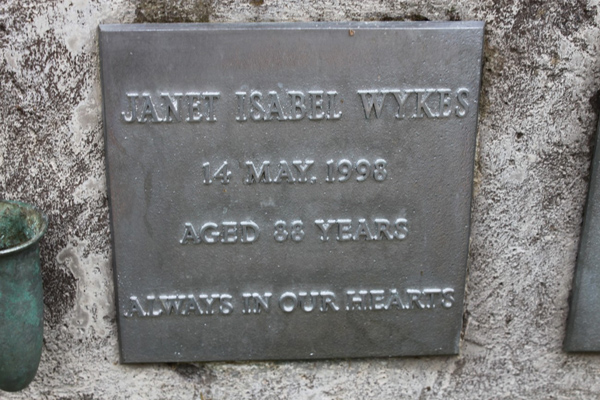 JANET ISABEL WYKES
14 MAY, 1998
AGED 88 YEARS
ALWAYS IN OUR HEARTS